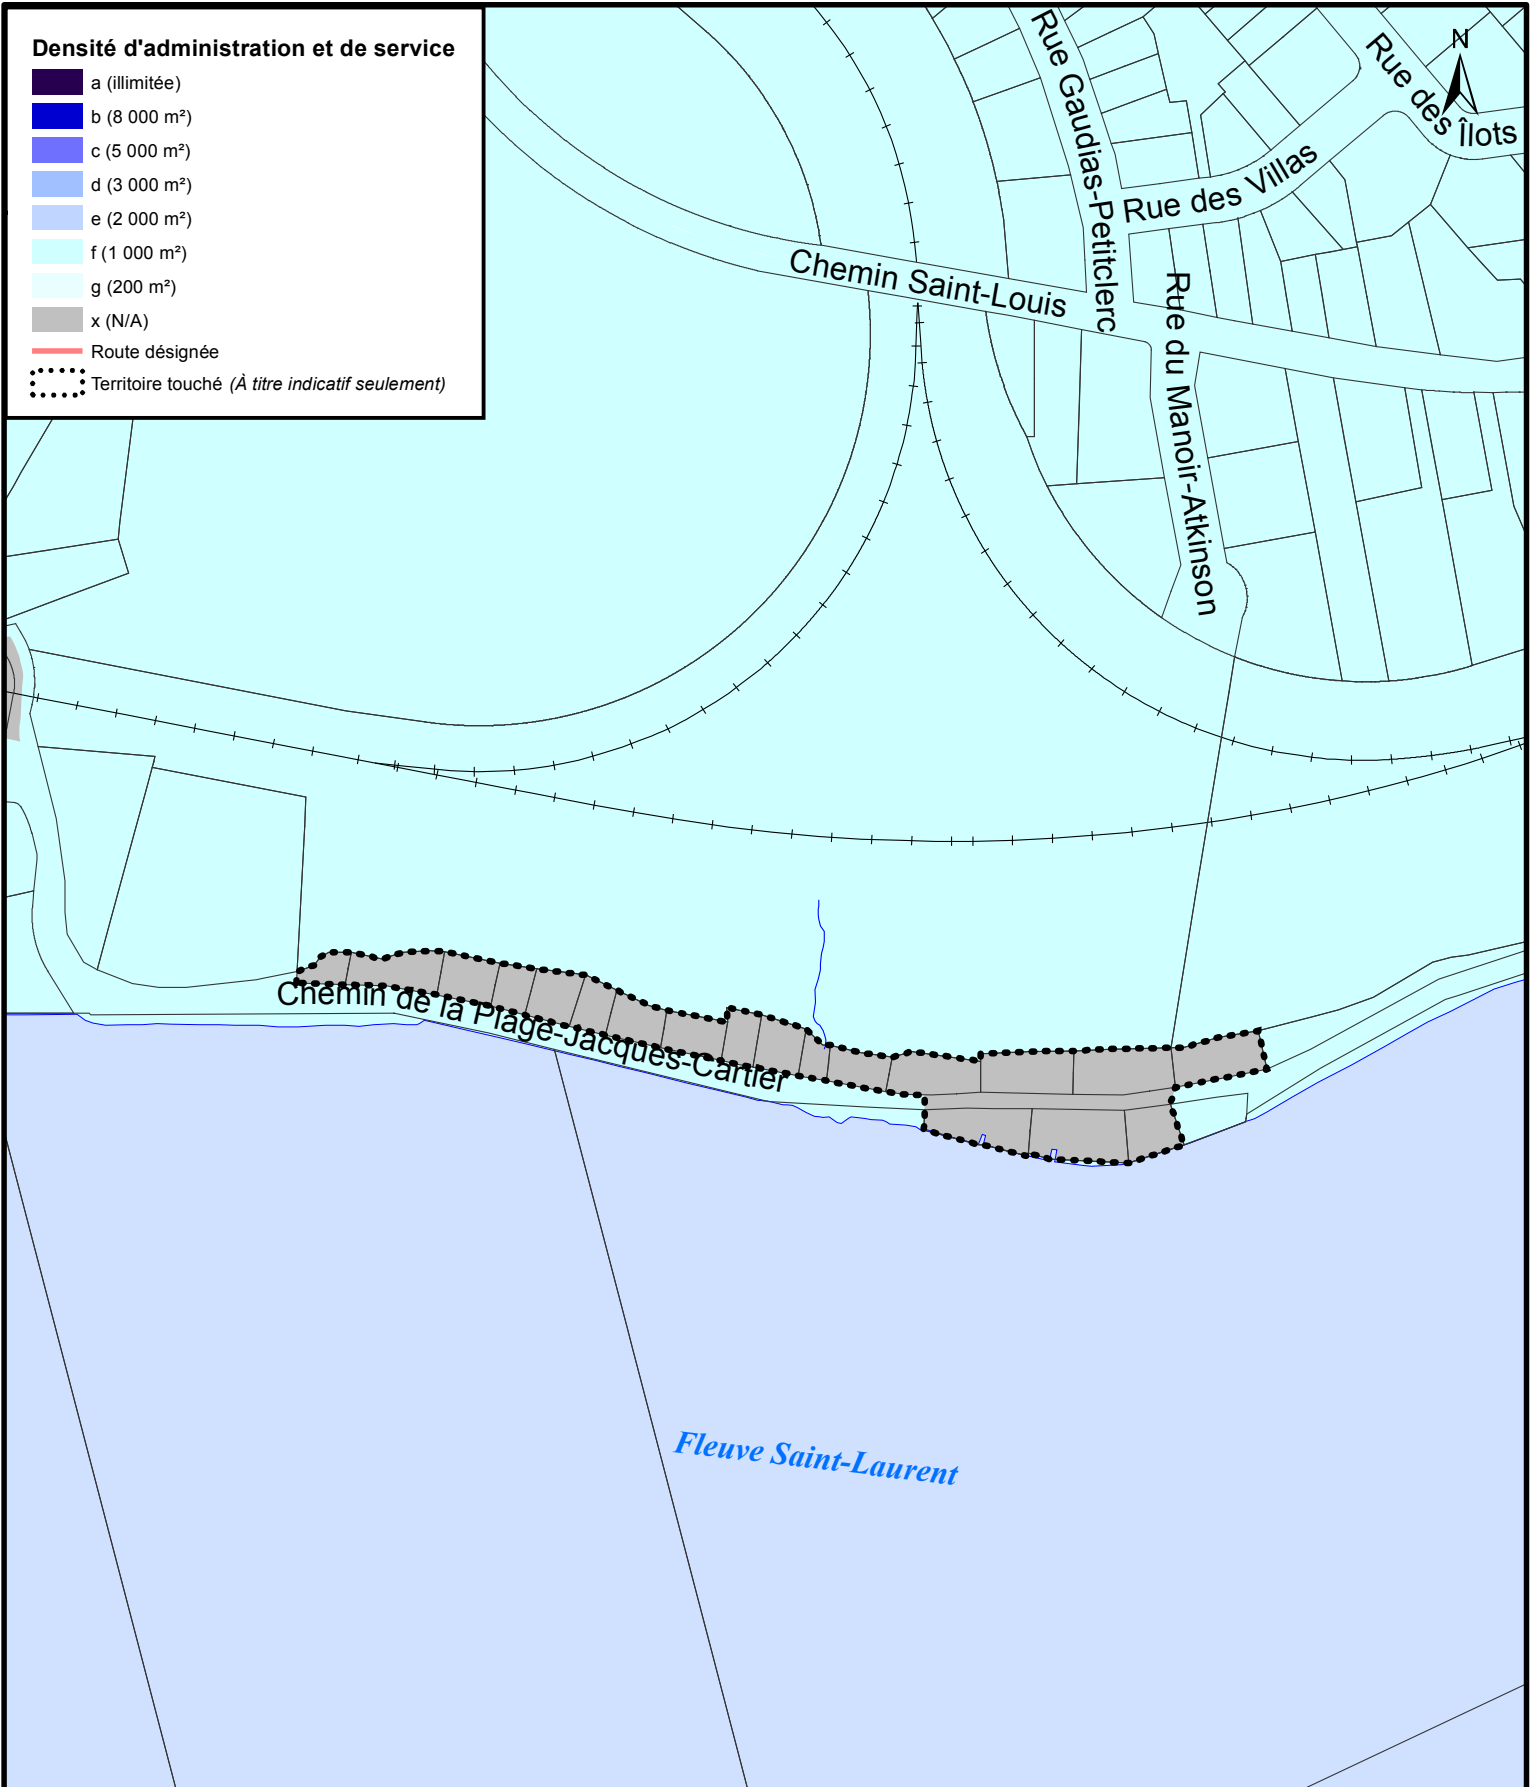 Densité d'administration et de service
a (illimitée)
b (8 000 m²)
c (5 000 m²)
d (3 000 m²)
e (2 000 m²)
f (1 000 m²)
g (200 m²)
x (N/A)
Route désignée
Territoire touché (À titre indicatif seulement)
N
Rue Gaudias-Petitclerc
Rue des Îlots
Rue des Villas
Chemin Saint-Louis
Rue du Manoir-Atkinson
Chemin de la Plage-Jacques-Cartier
Fleuve Saint-Laurent